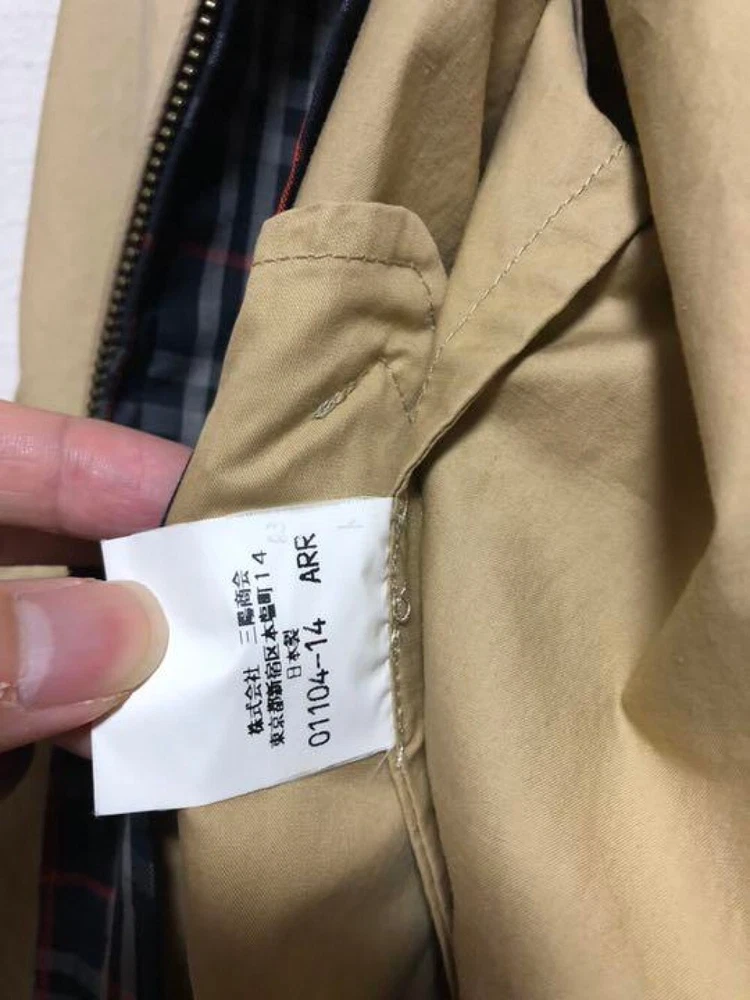 株式会社 三陽商会
東京都新宿区本塩町14
日本製
01104-14 ARR